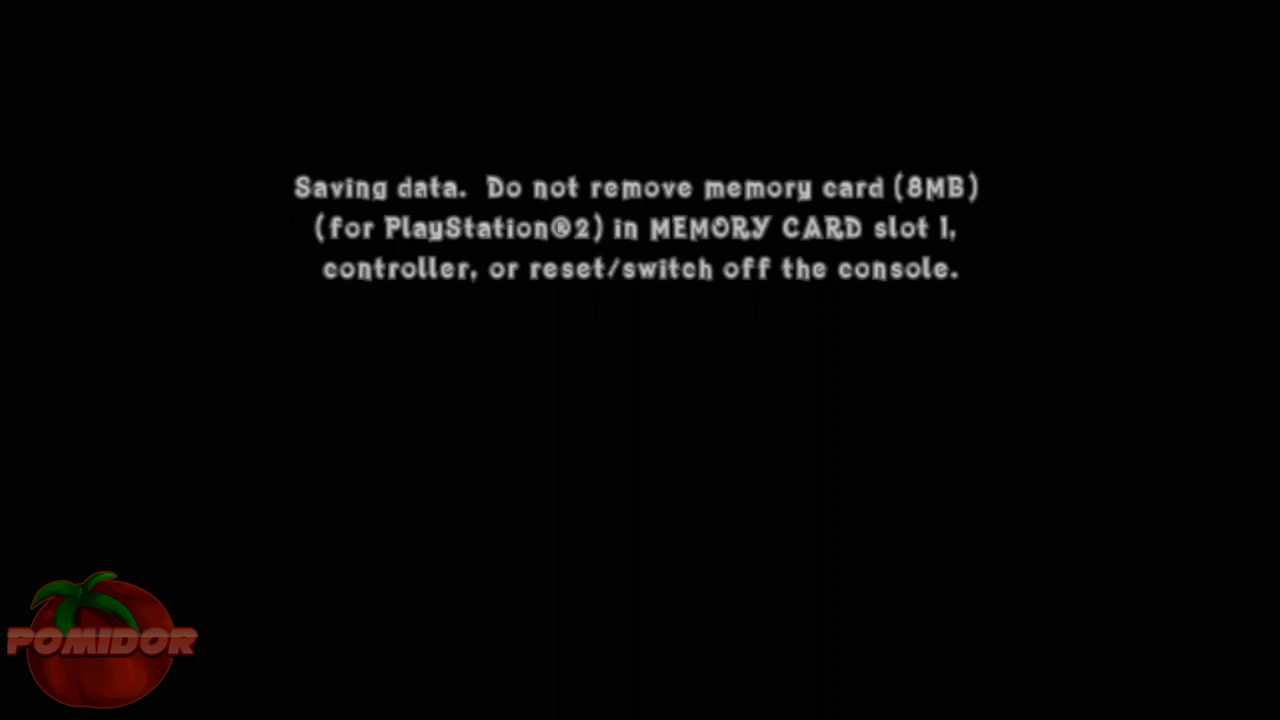 Saving data.  Do not remove memory card (8MB)
(for PlayStation®2) in MEMORY CARD slot 1,
controller, or reset/switch off the console.
POMIDOR